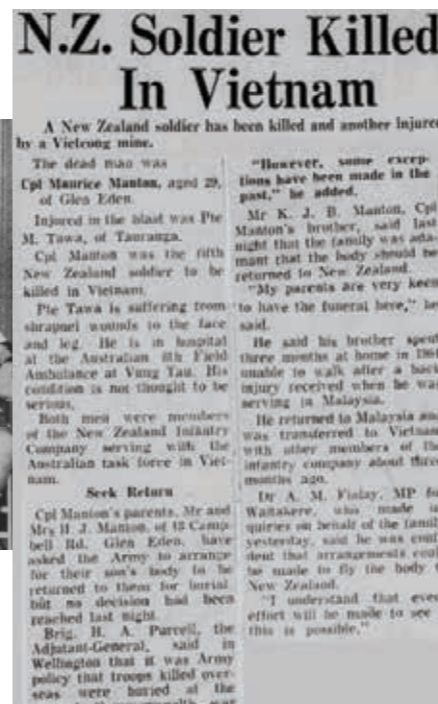 N.Z. Soldier Killed
In Vietnam
A New Zealand soldier has been killed and another injured
by a Vietcong mine.
The dead man was
Cpl Maurice Manton, aged 29,
of Glen Eden.
Injured in the blast was Pte
M. Tawa, of Tauranga.
Cpl Manton was the fifth
New Zealand soldier to be
killed in Vietnam.
Pte Tawa is suffering from
shrapnel wounds to the face
and leg. He is in hospital
at the Australian 8th Field
Ambulance at Vung Tau. His
condition is not thought to be
serious.
Both men were members
of the New Zealand Infantry
Company serving with the
Australian task force in Viet-
nam.
Seek Return
Cpl Manton's parents, Mr and
Mrs H. J. Manton, of 13 Camp-
bell Rd, Glen Eden, have
asked the Army to arrange
for their son's body to be
returned to them for burial
but no decision had been
reached last night.
Brig. H. A. Purcell, the
Adjutant-General, said in
Wellington that it was Army
policy that troops killed over-
seas were buried at the
"However, some excep-
tions have been made in the
past," he added.
Mr K. J. B. Manton, Cpl
Manton's brother, said last
night that the family was ada-
mant that the body should be
returned to New Zealand.
"My parents are very keen
to have the funeral here," he
said.
He said his brother spent
three months at home in
unable to walk after a back
injury received when he was
serving in Malaysia.
He returned to Malaysia and
was transferred to Vietnam
with other members of the
infantry company about three
months ago.
Dr A. M. Finlay, MP fo
Waitakere, who made in
quiries on behalf of the family
yesterday, said he was conf
dent that arrangements coul
be made to fly the body t
New Zealand.
"I understand that ever
effort will be made to see
this is possible."